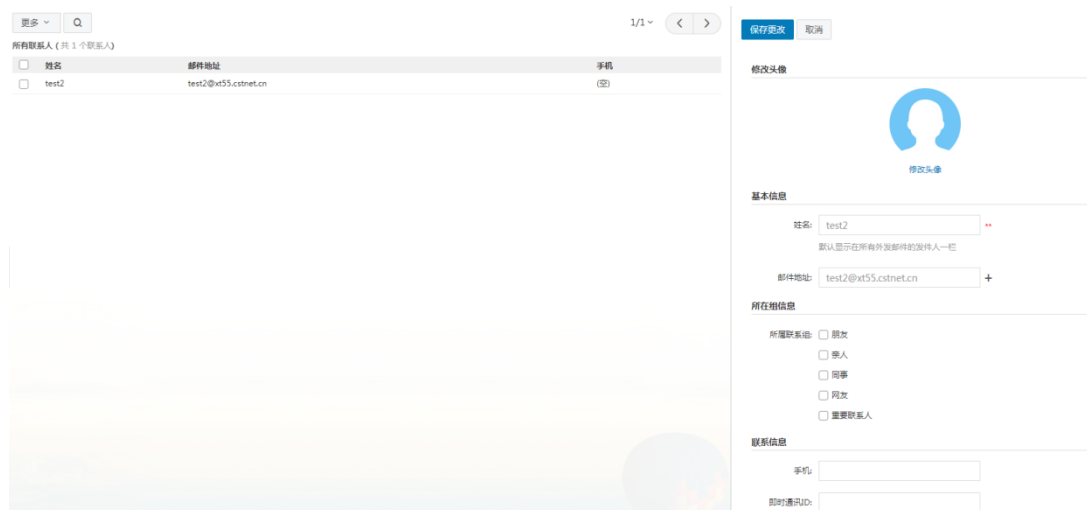 更多
1/1
所有联系人 (共 1 个联系人)
姓名 邮件地址 手机
test2 test2@xt55.cstnet.cn (空)
保存更改 取消
修改头像
修改头像
基本信息
姓名: test2 **
默认显示在所有外发邮件的发件人一栏
邮件地址: test2@xt55.cstnet.cn +
所在组信息
所属联系组: 朋友
亲人
同事
网友
重要联系人
联系信息
手机:
即时通讯ID: